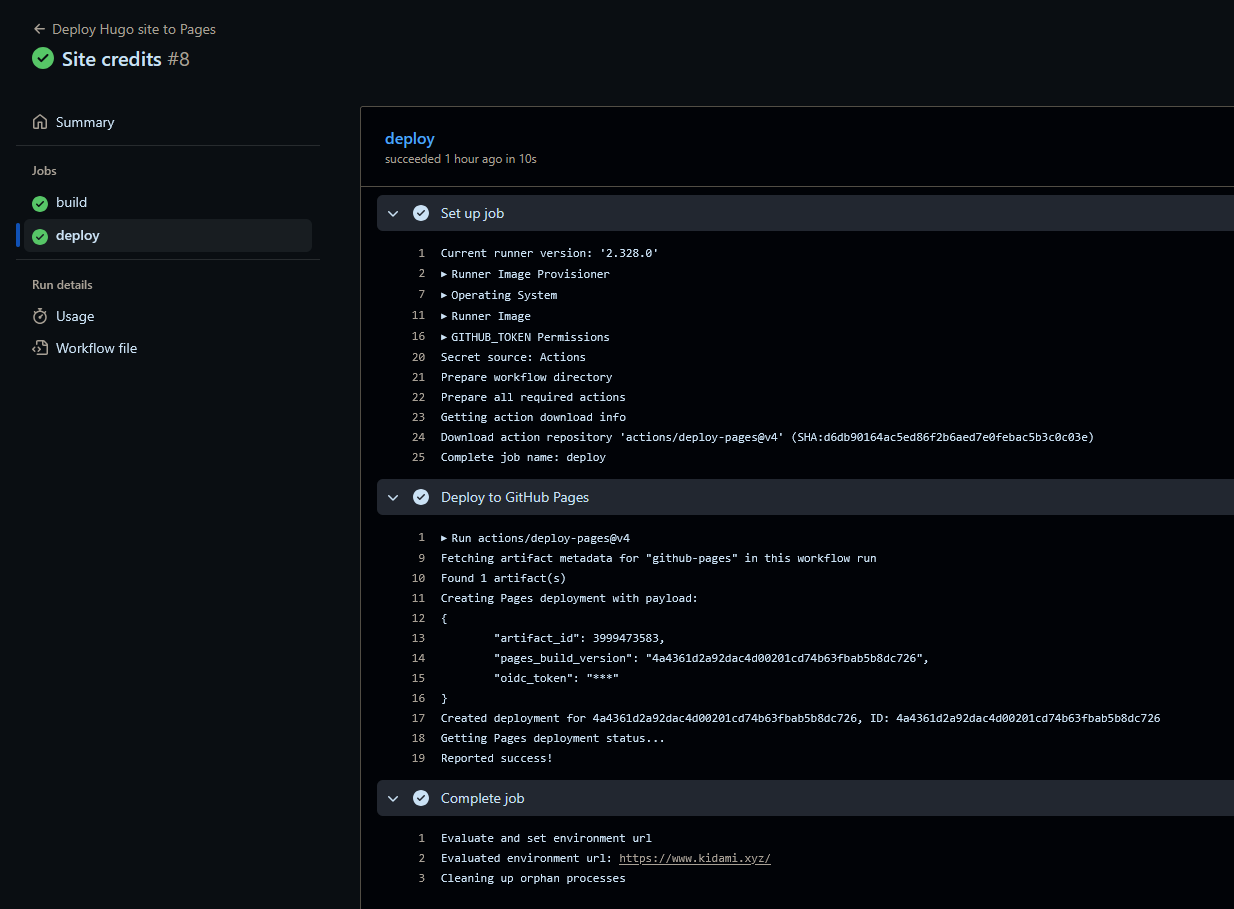 ← Deploy Hugo site to Pages
Site credits #8
Summary
Jobs
build
deploy
Run details
Usage
Workflow file
deploy
succeeded 1 hour ago in 10s
Set up job
1 Current runner version: '2.328.0'
2 ▶ Runner Image Provisioner
7 ▶ Operating System
11 ▶ Runner Image
16 ▶ GITHUB_TOKEN Permissions
20 Secret source: Actions
21 Prepare workflow directory
22 Prepare all required actions
23 Getting action download info
24 Download action repository 'actions/deploy-pages@v4' (SHA:d6db90164ac5ed86f2b6aed7e0febac5b3c0c03e)
25 Complete job name: deploy
Deploy to GitHub Pages
1 ▶ Run actions/deploy-pages@v4
9 Fetching artifact metadata for "github-pages" in this workflow run
10 Found 1 artifact(s)
11 Creating Pages deployment with payload:
12 {
13 "artifact_id": 3999473583,
14 "pages_build_version": "4a4361d2a92dac4d00201cd74b63fbab5b8dc726",
15 "oidc_token": "***"
16 }
17 Created deployment for 4a4361d2a92dac4d00201cd74b63fbab5b8dc726, ID: 4a4361d2a92dac4d00201cd74b63fbab5b8dc726
18 Getting Pages deployment status...
19 Reported success!
Complete job
1 Evaluate and set environment url
2 Evaluated environment url: https://www.kidami.xyz/
3 Cleaning up orphan processes